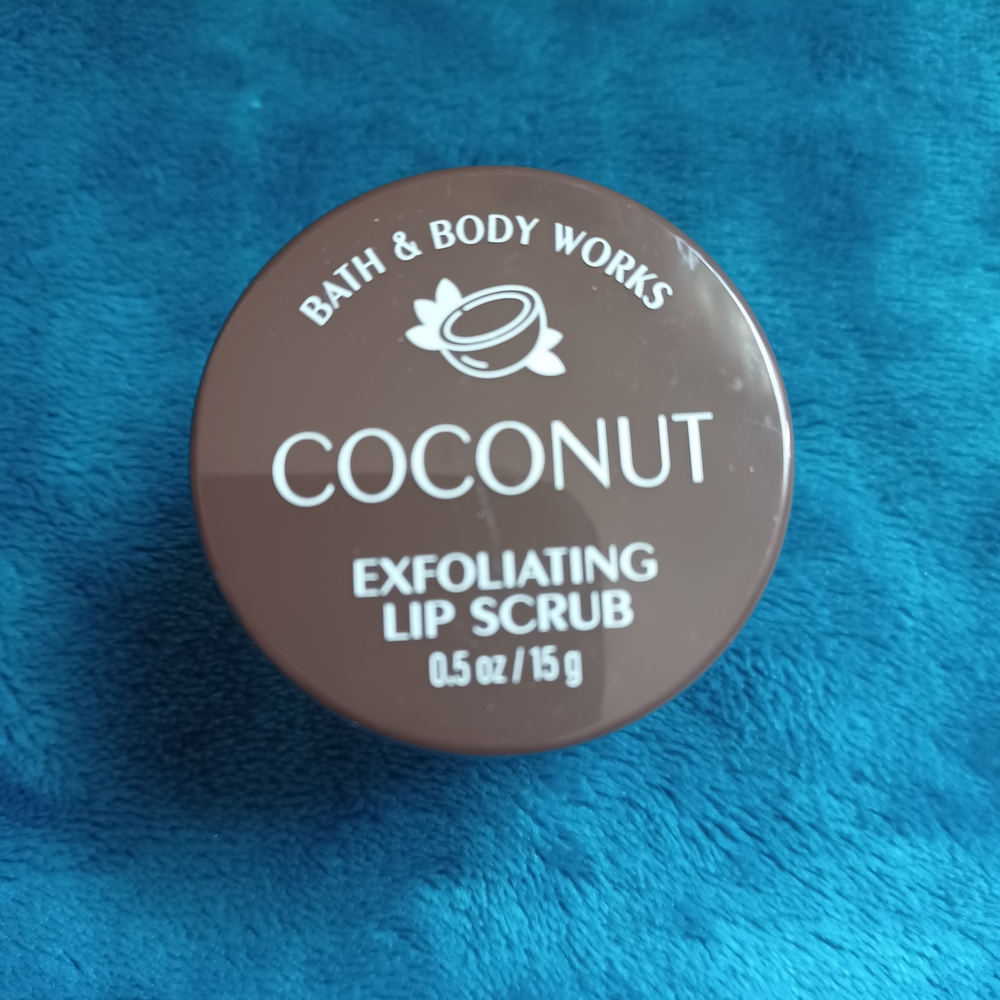 BATH & BODY WORKS
COCONUT
EXFOLIATING
LIP SCRUB
0.5 oz / 15 g